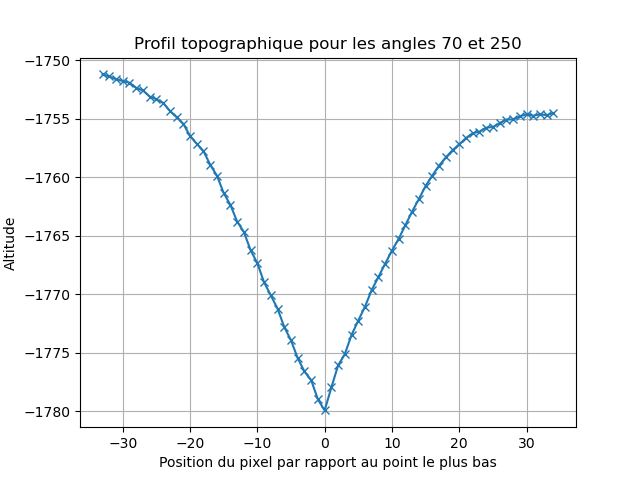 Profil topographique pour les angles 70 et 250
−1750
−1755
−1760
−1765
−1770
−1775
−1780
Altitude
−30 −20 −10 0 10 20 30
Position du pixel par rapport au point le plus bas